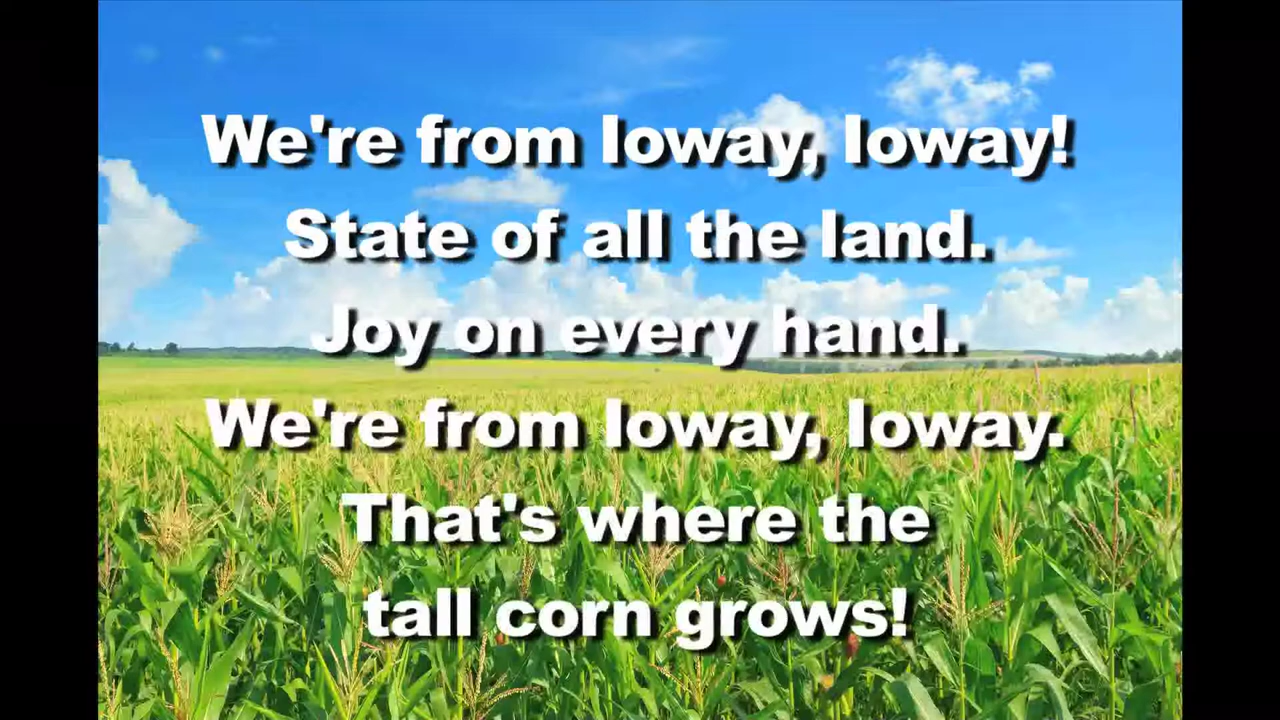 We're from Ioway, Ioway!
State of all the land.
Joy on every hand.
We're from Ioway, Ioway.
That's where the
tall corn grows!